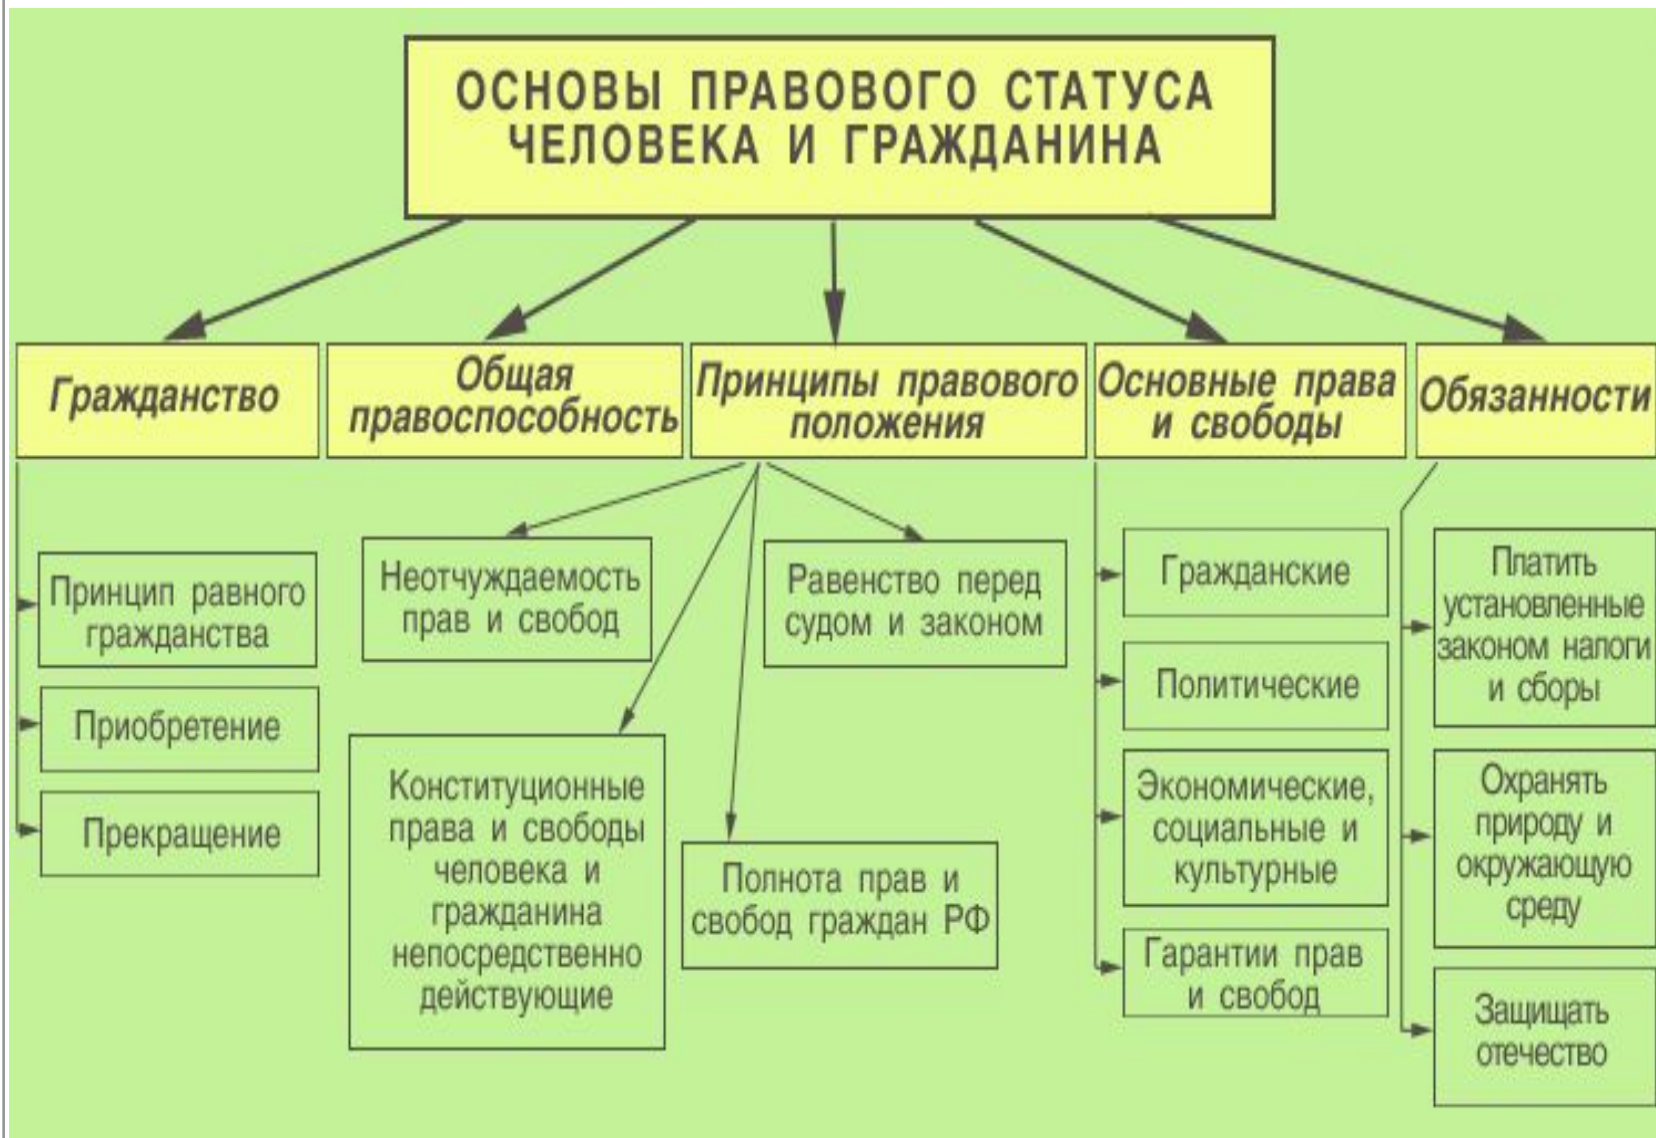 ОСНОВЫ ПРАВОВОГО СТАТУСА
ЧЕЛОВЕКА И ГРАЖДАНИНА
Гражданство
Общая
правоспособность
Принципы правового
положения
Основные права
и свободы
Обязанности
Принцип равного
гражданства
Приобретение
Прекращение
Неотчуждаемость
прав и свобод
Равенство перед
судом и законом
Конституционные
права и свободы
человека и
гражданина
непосредственно
действующие
Полнота прав и
свобод граждан РФ
Гражданские
Политические
Экономические,
социальные и
культурные
Гарантии прав
и свобод
Платить
установленные
законом налоги
и сборы
Охранять
природу и
окружающую
среду
Защищать
отечество